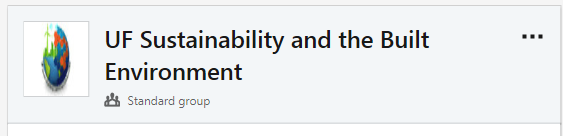 UF Sustainability and the Built
Environment
Standard group